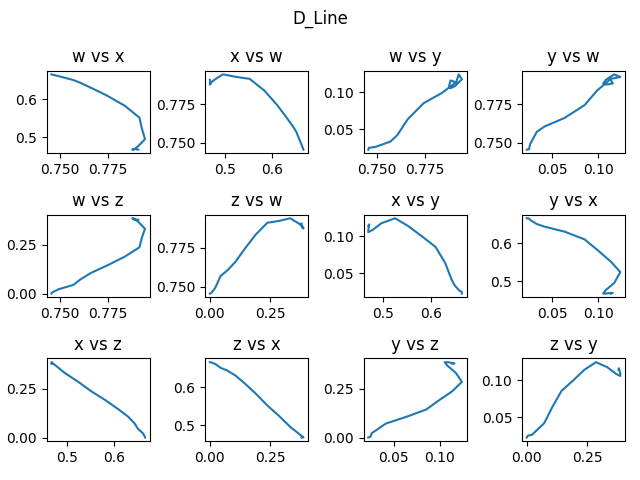 D_Line
w vs x
x vs w
w vs y
y vs w
0.6
0.5
0.750 0.775
0.775
0.750
0.5 0.6
0.10
0.05
0.750 0.775
0.775
0.750
0.05 0.10
w vs z
z vs w
x vs y
y vs x
0.25
0.00
0.750 0.775
0.775
0.750
0.00 0.25
0.10
0.05
0.5 0.6
0.6
0.5
0.05 0.10
x vs z
z vs x
y vs z
z vs y
0.25
0.00
0.5 0.6
0.6
0.5
0.00 0.25
0.25
0.00
0.05 0.10
0.10
0.05
0.00 0.25